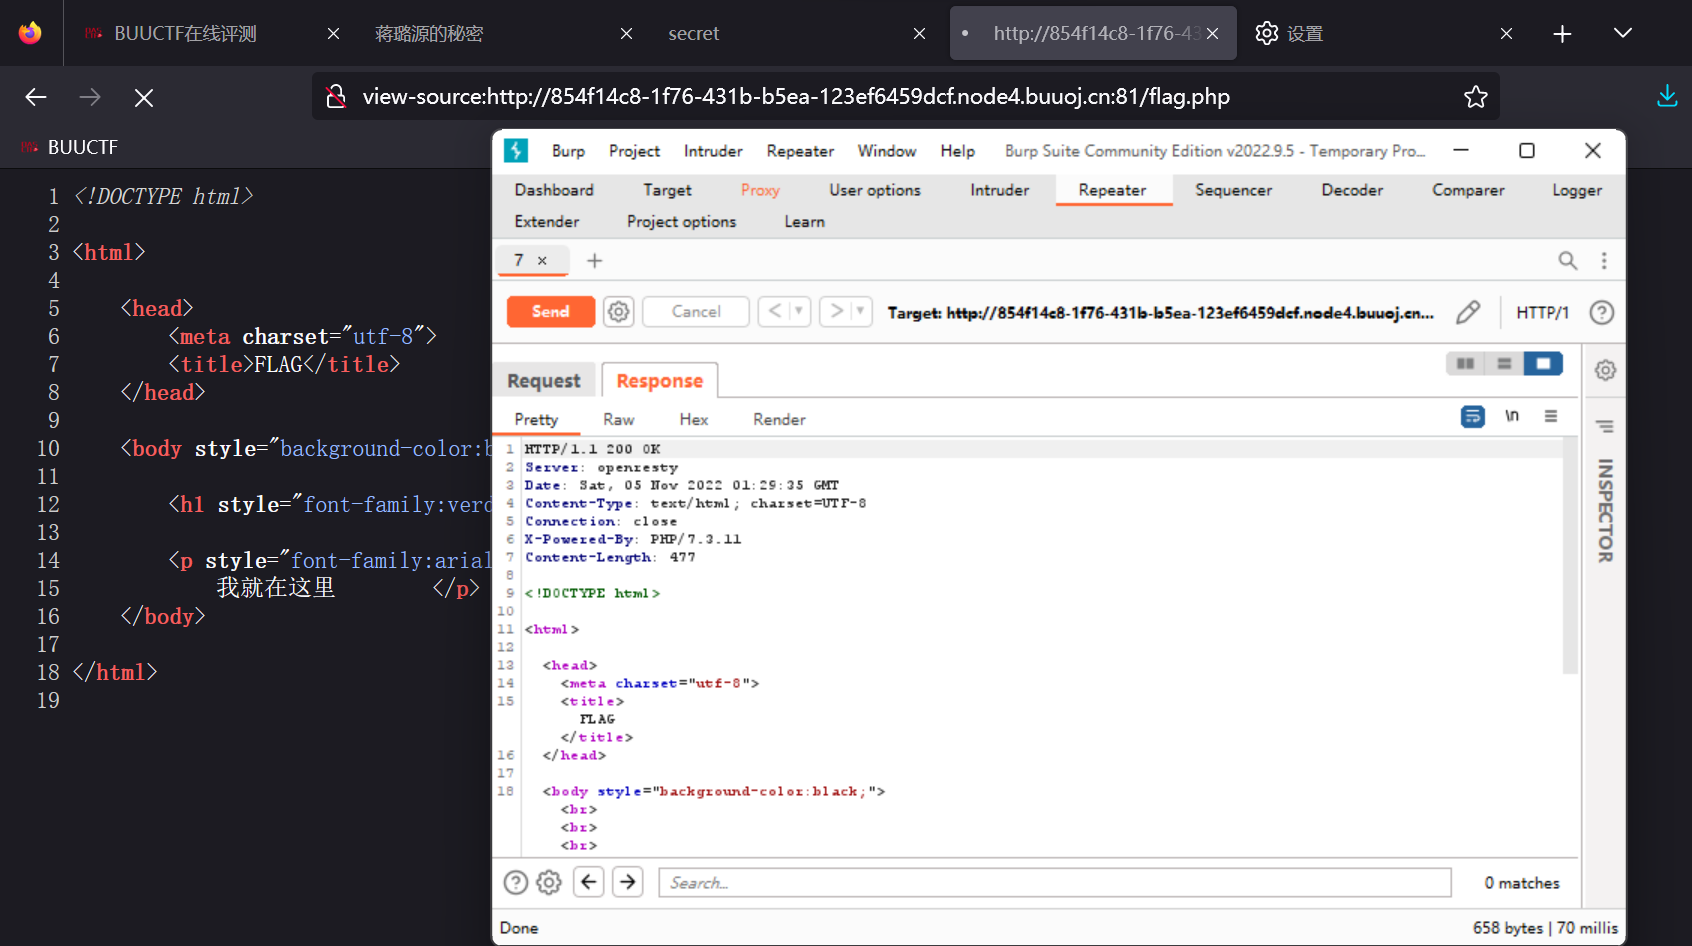 BUUCTF在线评测
蒋璐源的秘密
secret
http://854f14c8-1f76-43
设置
view-source:http://854f14c8-1f76-431b-b5ea-123ef6459dcf.node4.buuoj.cn:81/flag.php
BUUCTF
1 <!DOCTYPE html>
2
3 <html>
4
5 <head>
6 <meta charset="utf-8">
7 <title>FLAG</title>
8 </head>
9
10 <body style="background-color:b
11
12 <h1 style="font-family:verd
13
14 <p style="font-family:arial
15 我就在这里 </p>
16 </body>
17
18 </html>
19
Burp Project Intruder Repeater Window Help Burp Suite Community Edition v2022.9.5 - Temporary Pro...
Dashboard Target Proxy User options Intruder Repeater Sequencer Decoder Comparer Logger
Extender Project options Learn
7 ×
Send Cancel < > Target: http://854f14c8-1f76-431b-b5ea-123ef6459dcf.node4.buuoj.cn... HTTP/1
Request Response
Pretty Raw Hex Render \n
INSPECTOR
1 HTTP/1.1 200 OK
2 Server: openresty
3 Date: Sat, 05 Nov 2022 01:29:35 GMT
4 Content-Type: text/html; charset=UTF-8
5 Connection: close
6 X-Powered-By: PHP/7.3.11
7 Content-Length: 477
8
9 <!DOCTYPE html>
10
11 <html>
12
13 <head>
14 <meta charset="utf-8">
15 <title>
FLAG
</title>
16 </head>
17
18 <body style="background-color:black;">
<br>
<br>
<br>
Search...
0 matches
Done
658 bytes | 70 millis